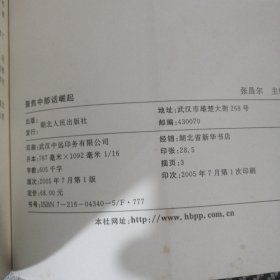 聚焦中部话崛起
张昌尔 主编
出版:
发行: 湖北人民出版社
地址:武汉市雄楚大街268号
邮编:430070
印刷:武汉中远印务有限公司
经销:湖北省新华书店
开本:787毫米×1092毫米 1/16
印张:28.5
字数:605千字
插页:3
版次:2005年7月第1版
印次:2005年7月第1次印刷
定价:68.00元
书号:ISBN 7-216-04340-5/F·777
本社网址:http://www.hbpp.com.cn